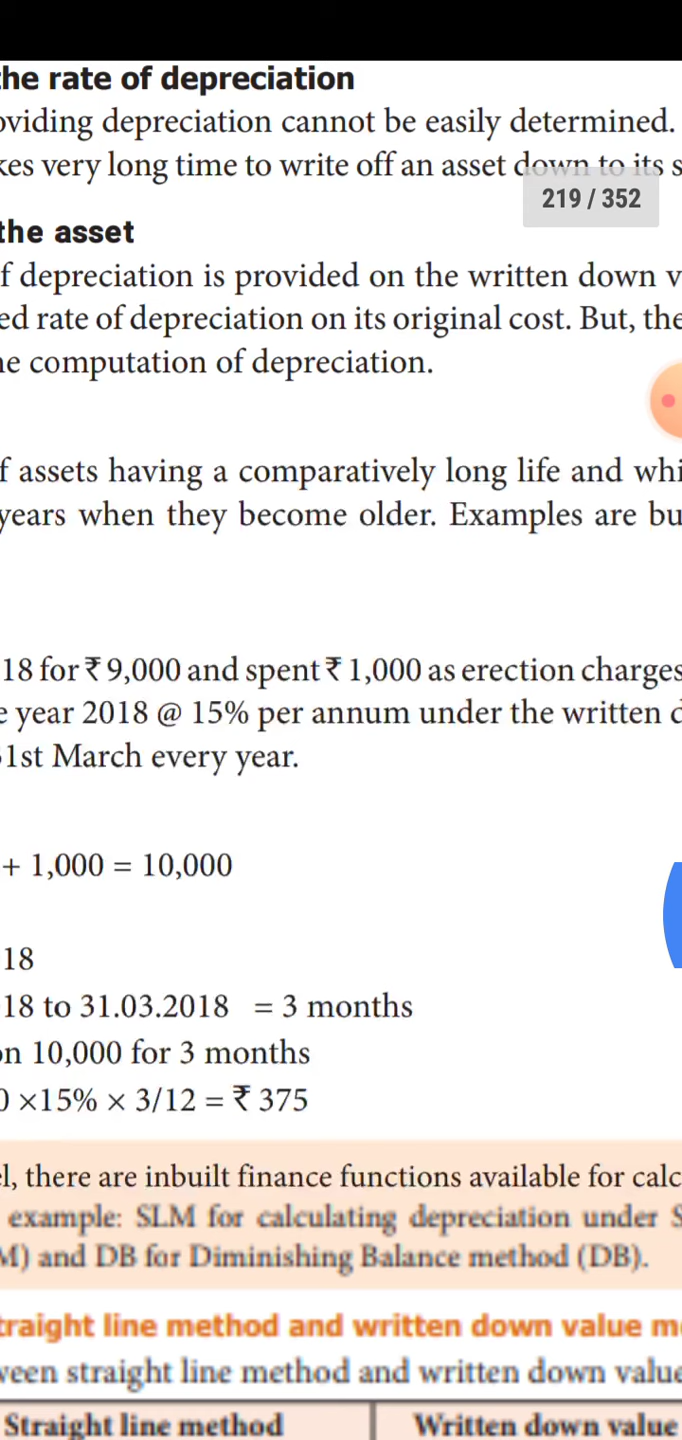 the rate of depreciation
oviding depreciation cannot be easily determined.
kes very long time to write off an asset down to its s
219 / 352
the asset
f depreciation is provided on the written down v
ed rate of depreciation on its original cost. But, the
he computation of depreciation.
f assets having a comparatively long life and whi
years when they become older. Examples are bu
18 for ₹ 9,000 and spent ₹ 1,000 as erection charges
e year 2018 @ 15% per annum under the written d
1st March every year.
+ 1,000 = 10,000
18
18 to 31.03.2018 = 3 months
on 10,000 for 3 months
0 ×15% × 3/12 = ₹ 375
el, there are inbuilt finance functions available for calc
example: SLM for calculating depreciation under S
M) and DB for Diminishing Balance method (DB).
traight line method and written down value m
ween straight line method and written down value
Straight line method Written down value